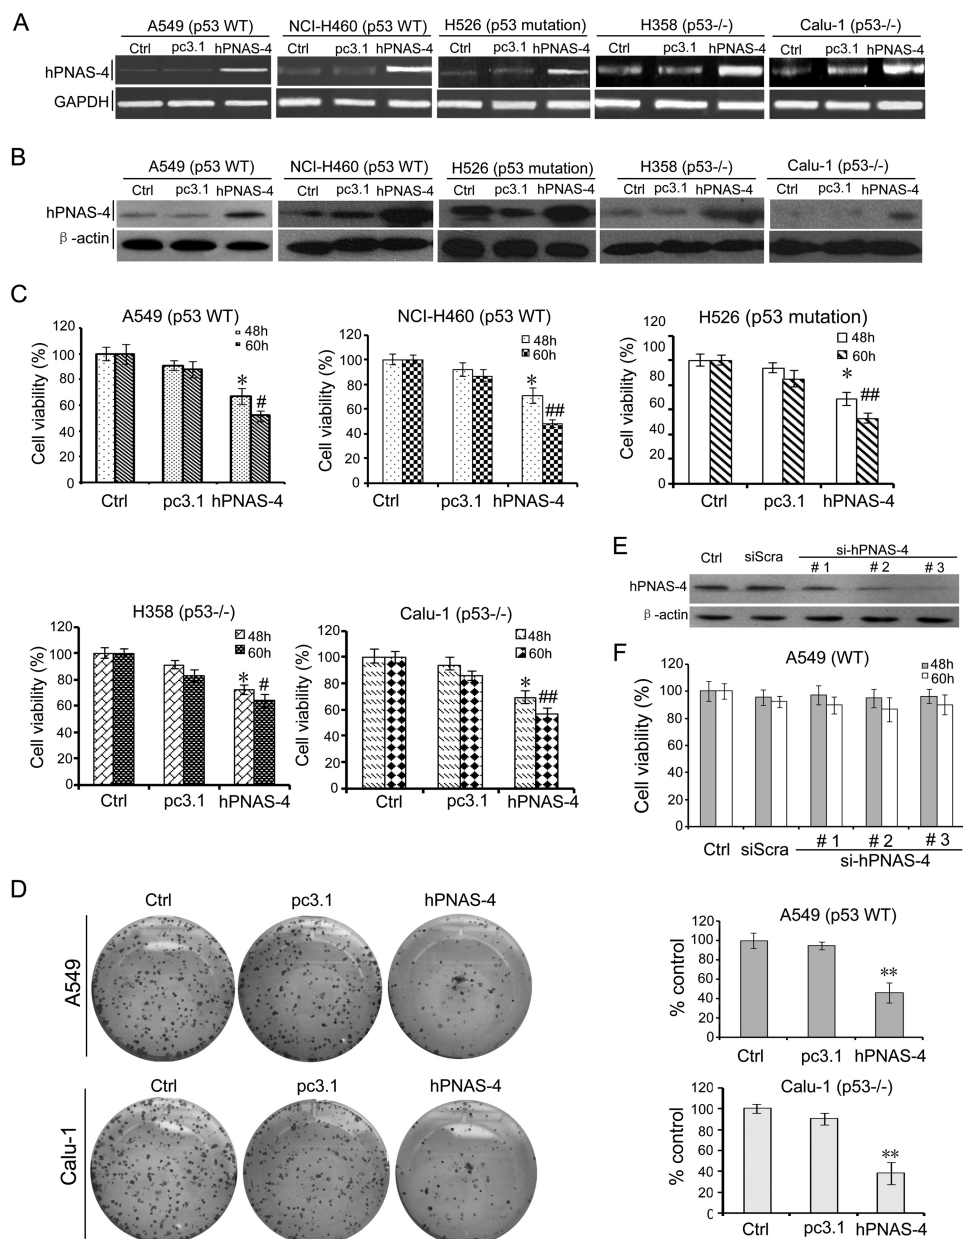 A
A549 (p53 WT) NCI-H460 (p53 WT) H526 (p53 mutation) H358 (p53-/-) Calu-1 (p53-/-)
Ctrl pc3.1 hPNAS-4 Ctrl pc3.1 hPNAS-4 Ctrl pc3.1 hPNAS-4 Ctrl pc3.1 hPNAS-4 Ctrl pc3.1 hPNAS-4
hPNAS-4
GAPDH
B
A549 (p53 WT) NCI-H460 (p53 WT) H526 (p53 mutation) H358 (p53-/-) Calu-1 (p53-/-)
Ctrl pc3.1 hPNAS-4 Ctrl pc3.1 hPNAS-4 Ctrl pc3.1 hPNAS-4 Ctrl pc3.1 hPNAS-4 Ctrl pc3.1 hPNAS-4
hPNAS-4
β-actin
C
A549 (p53 WT)
Cell viability (%)
120
100
80
60
40
20
0
48h
60h
*
#
Ctrl pc3.1 hPNAS-4
NCI-H460 (p53 WT)
Cell viability (%)
120
100
80
60
40
20
0
48h
60h
*
##
Ctrl pc3.1 hPNAS-4
H526 (p53 mutation)
Cell viability (%)
120
100
80
60
40
20
0
48h
60h
*
##
Ctrl pc3.1 hPNAS-4
H358 (p53-/-)
Cell viability (%)
120
100
80
60
40
20
0
48h
60h
*
#
Ctrl pc3.1 hPNAS-4
Calu-1 (p53-/-)
Cell viability (%)
120
100
80
60
40
20
0
48h
60h
*
##
Ctrl pc3.1 hPNAS-4
E
Ctrl siScra si-hPNAS-4
# 1 # 2 # 3
hPNAS-4
β-actin
F
A549 (WT)
Cell viability (%)
120
100
80
60
40
20
0
48h
60h
Ctrl siScra # 1 # 2 # 3
si-hPNAS-4
D
Ctrl pc3.1 hPNAS-4
A549
Ctrl pc3.1 hPNAS-4
Calu-1
A549 (p53 WT)
% control
120
100
80
60
40
20
0
**
Ctrl pc3.1 hPNAS-4
Calu-1 (p53-/-)
% control
120
100
80
60
40
20
0
**
Ctrl pc3.1 hPNAS-4